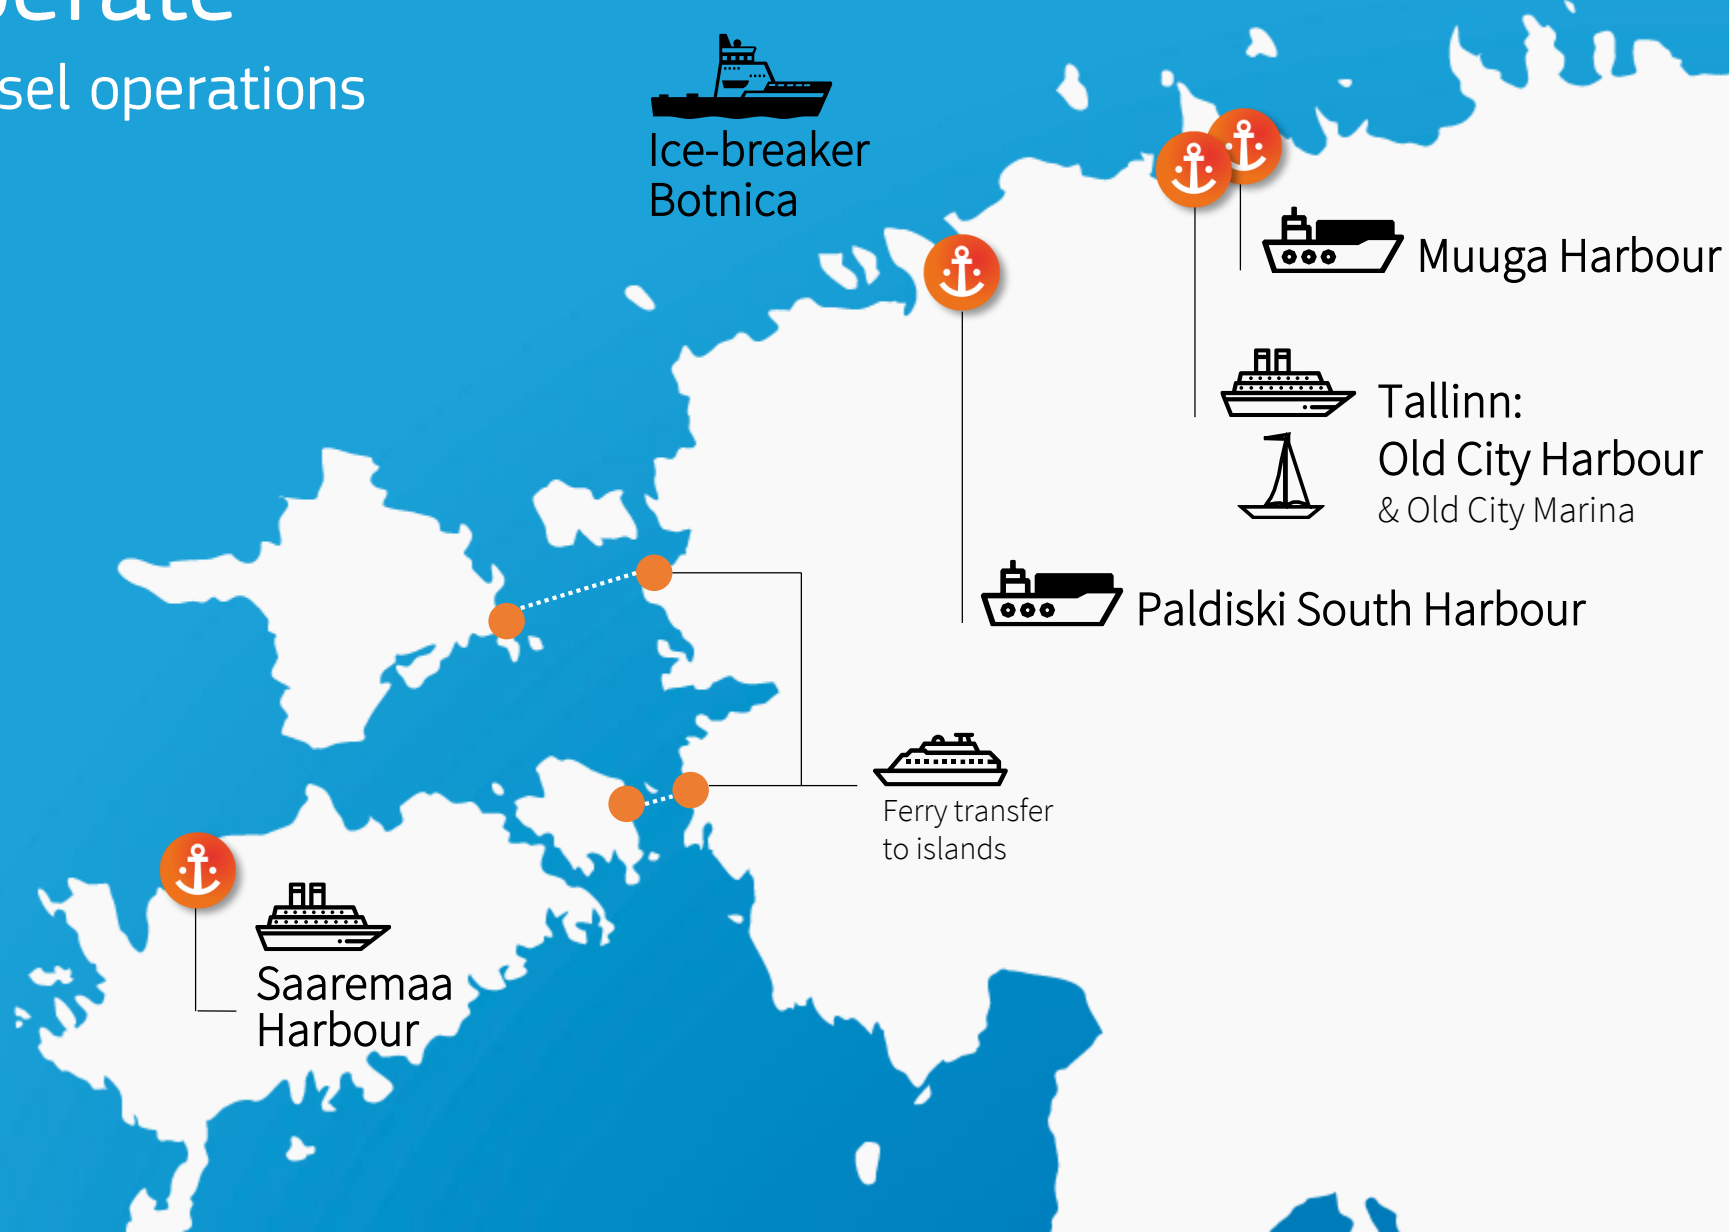 operations
Ice-breaker
Botnica
Muuga Harbour
Tallinn:
Old City Harbour
& Old City Marina
Paldiski South Harbour
Ferry transfer
to islands
Saaremaa
Harbour